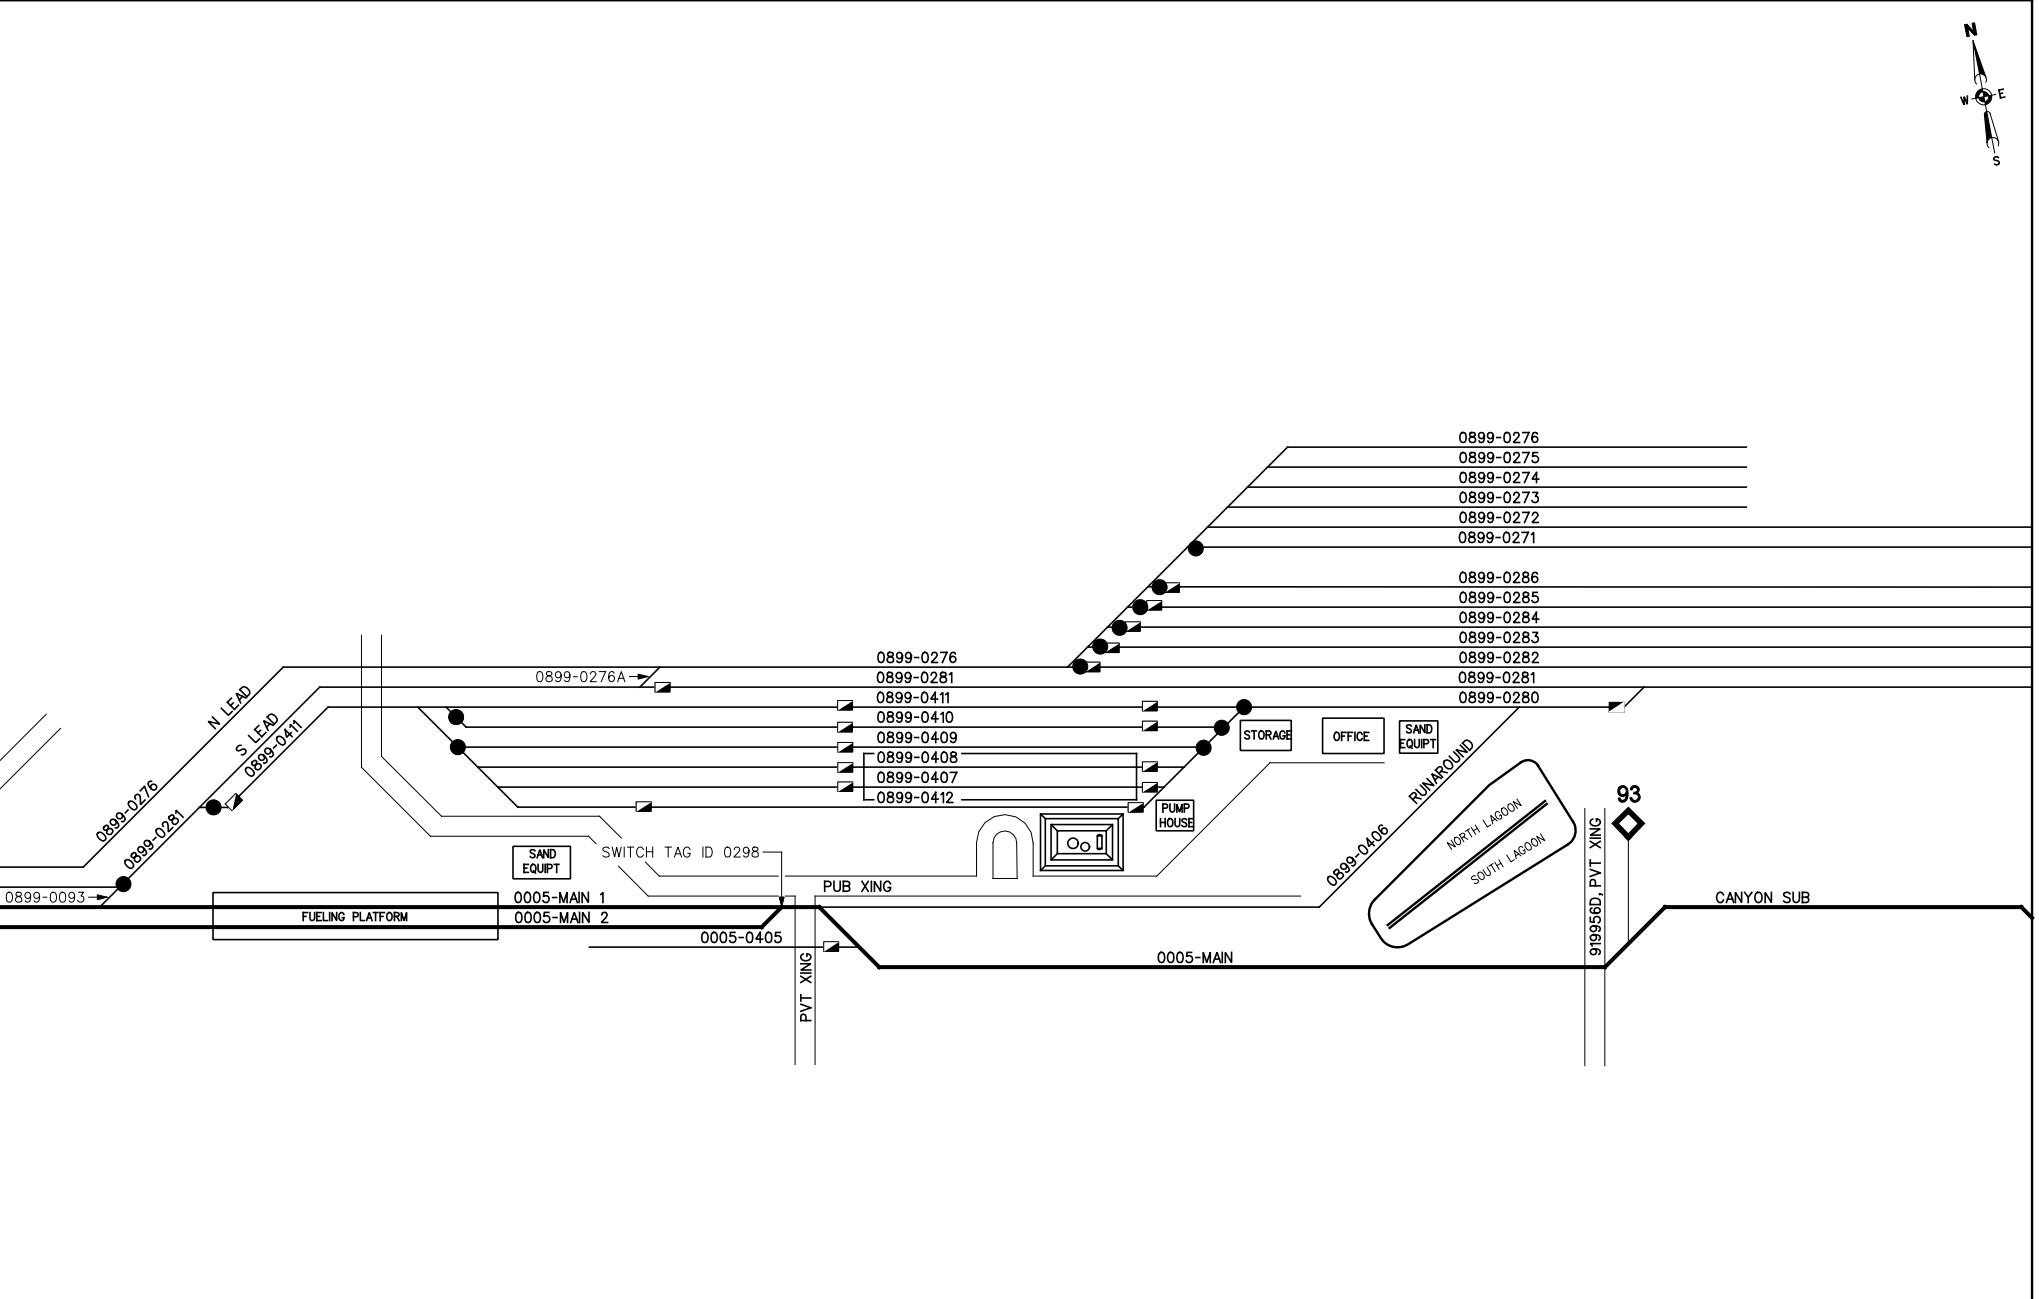 N
W
E
S
0899-0276
0899-0275
0899-0274
0899-0273
0899-0272
0899-0271
0899-0286
0899-0285
0899-0284
0899-0283
0899-0282
0899-0281
0899-0280
0899-0276
0899-0281
0899-0411
0899-0410
0899-0409
0899-0408
0899-0407
0899-0412
0899-0276A
N LEAD
S LEAD
0899-0411
0899-0276
0899-0281
0899-0093
STORAGE
OFFICE
SAND
EQUIPT
RUNAROUND
PUMP
HOUSE
NORTH LAGOON
SOUTH LAGOON
93
919956D, PVT XING
0899-0406
SAND
EQUIPT
SWITCH TAG ID 0298
PUB XING
0005-MAIN 1
FUELING PLATFORM
0005-MAIN 2
0005-0405
PVT XING
0005-MAIN
CANYON SUB